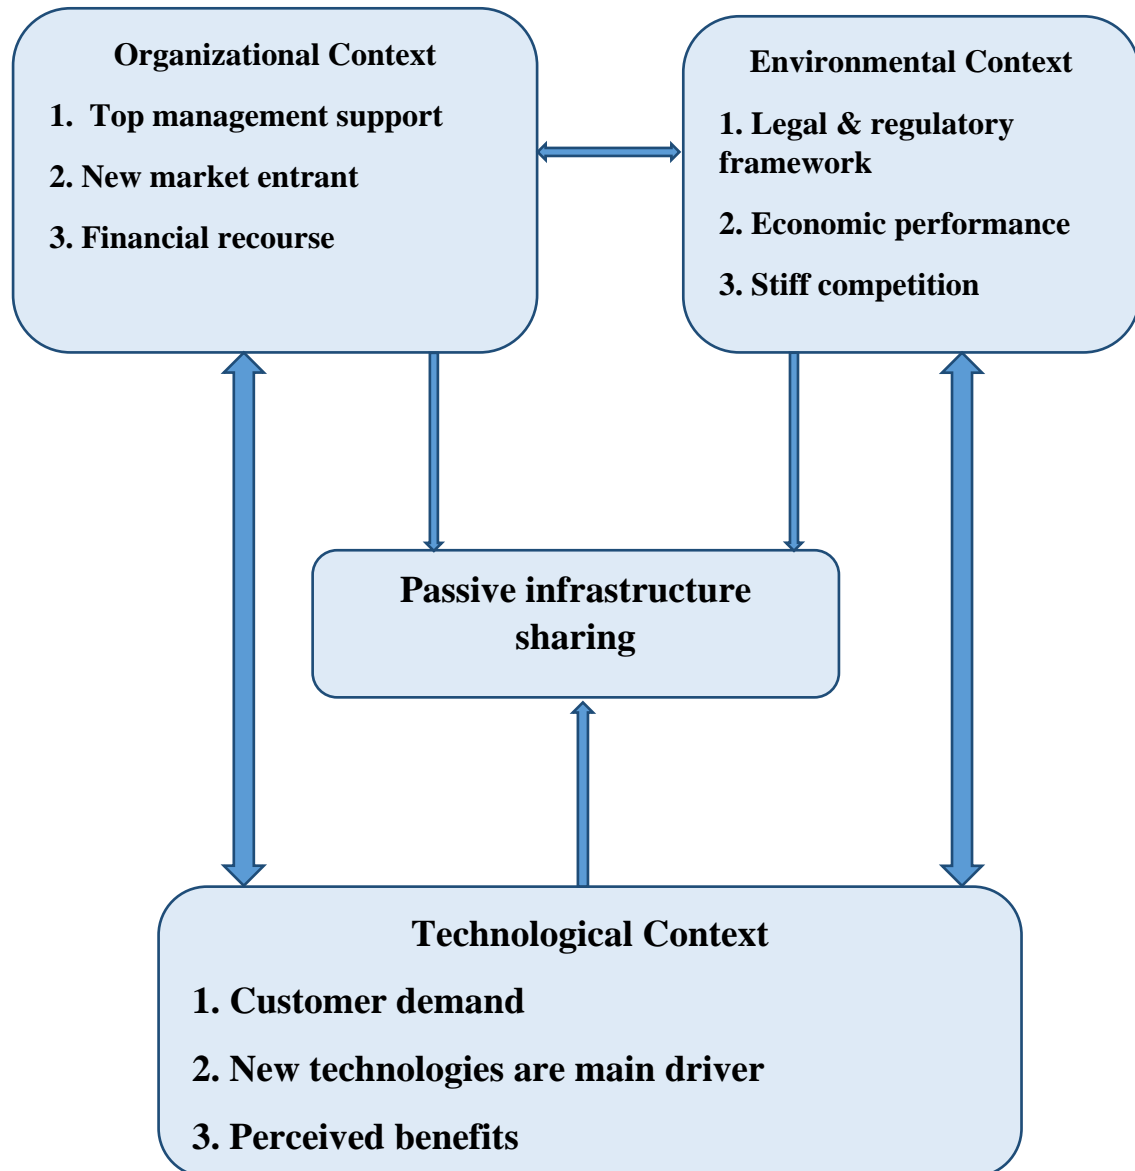 Organizational Context
1. Top management support
2. New market entrant
3. Financial recourse
Environmental Context
1. Legal & regulatory
framework
2. Economic performance
3. Stiff competition
Passive infrastructure
sharing
Technological Context
1. Customer demand
2. New technologies are main driver
3. Perceived benefits